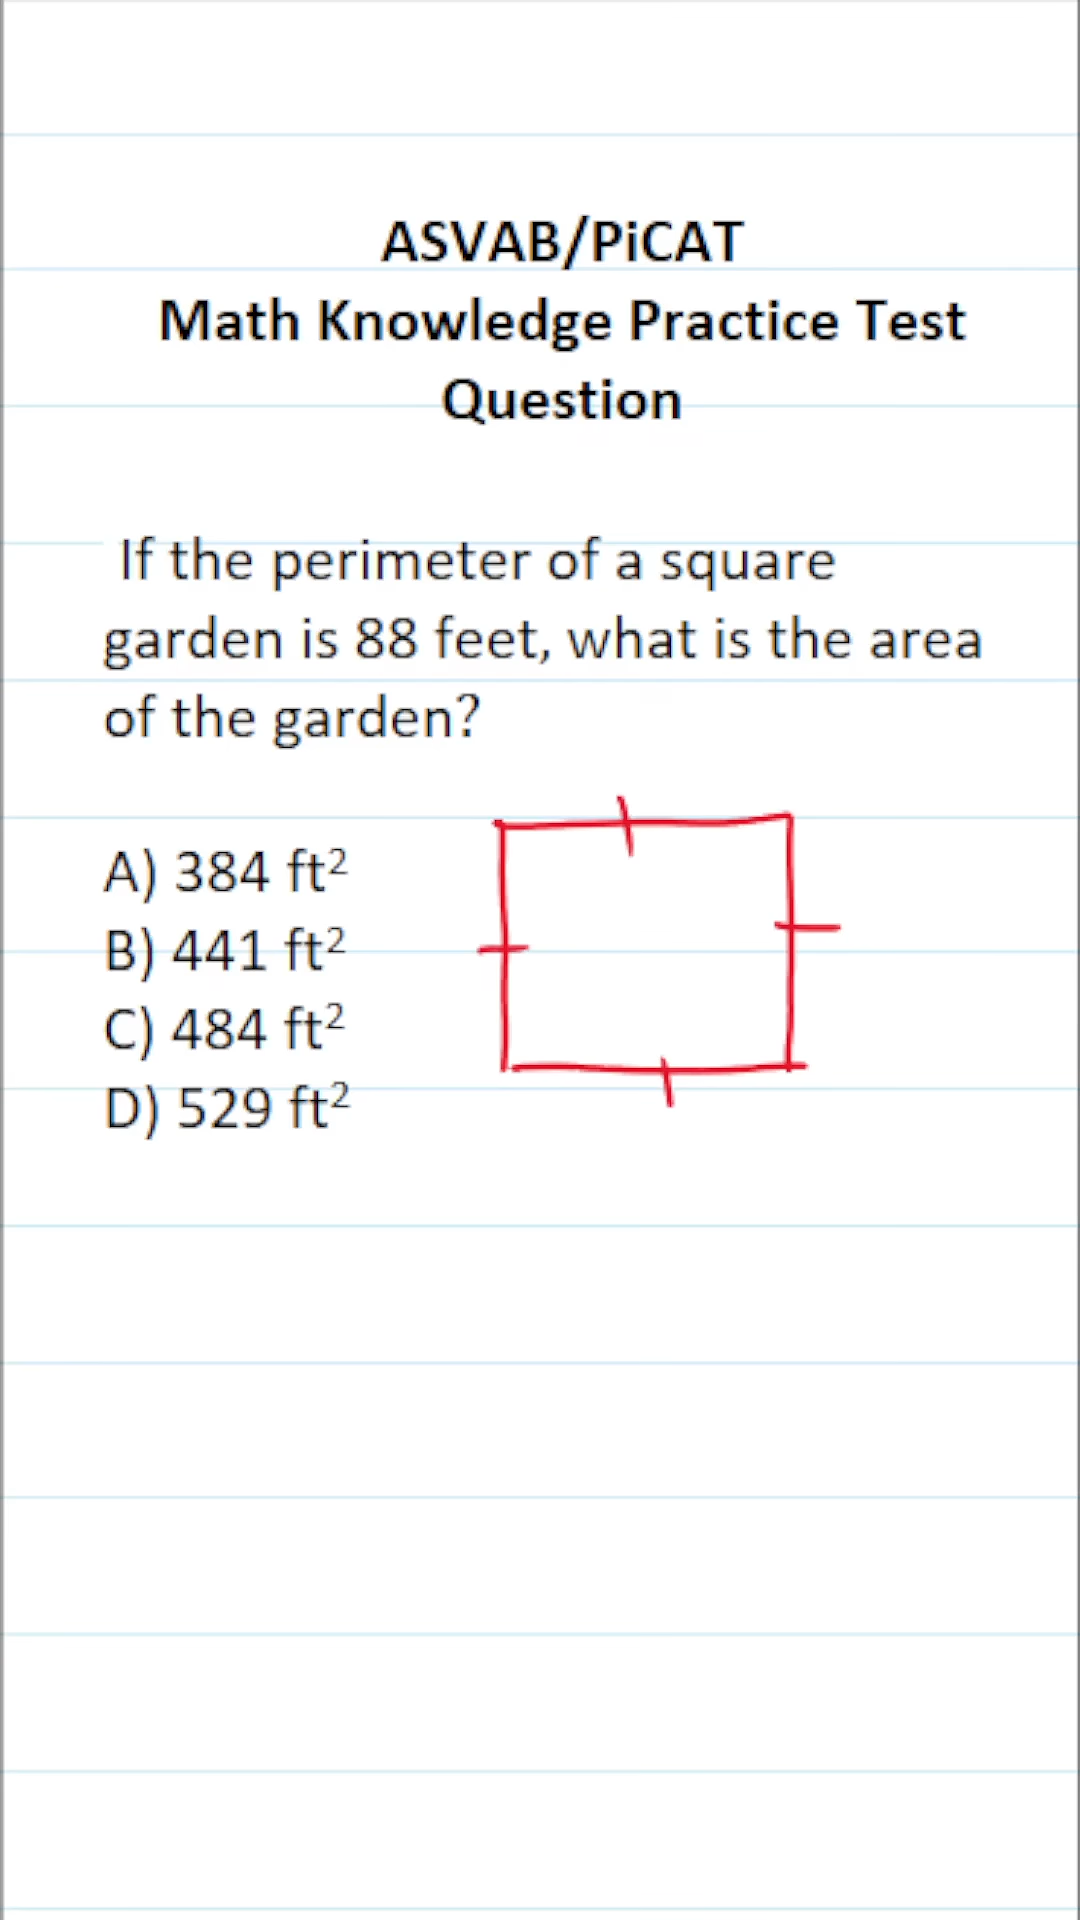 ASVAB/PiCAT
Math Knowledge Practice Test
Question
If the perimeter of a square
garden is 88 feet, what is the area
of the garden?
A) 384 ft²
B) 441 ft²
C) 484 ft²
D) 529 ft²